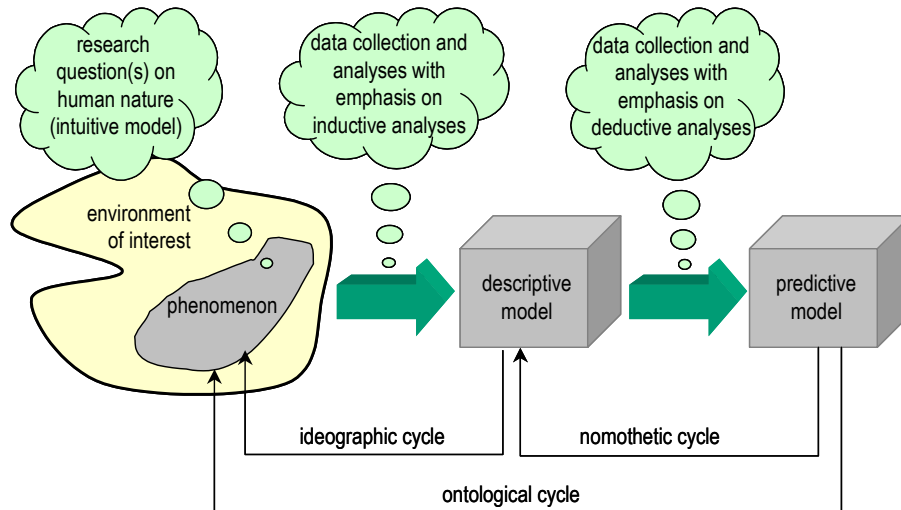 research
question(s) on
human nature
(intuitive model)
data collection and
analyses with
emphasis on
inductive analyses
data collection and
analyses with
emphasis on
deductive analyses
environment
of interest
phenomenon
descriptive
model
predictive
model
ideographic cycle
nomothetic cycle
ontological cycle